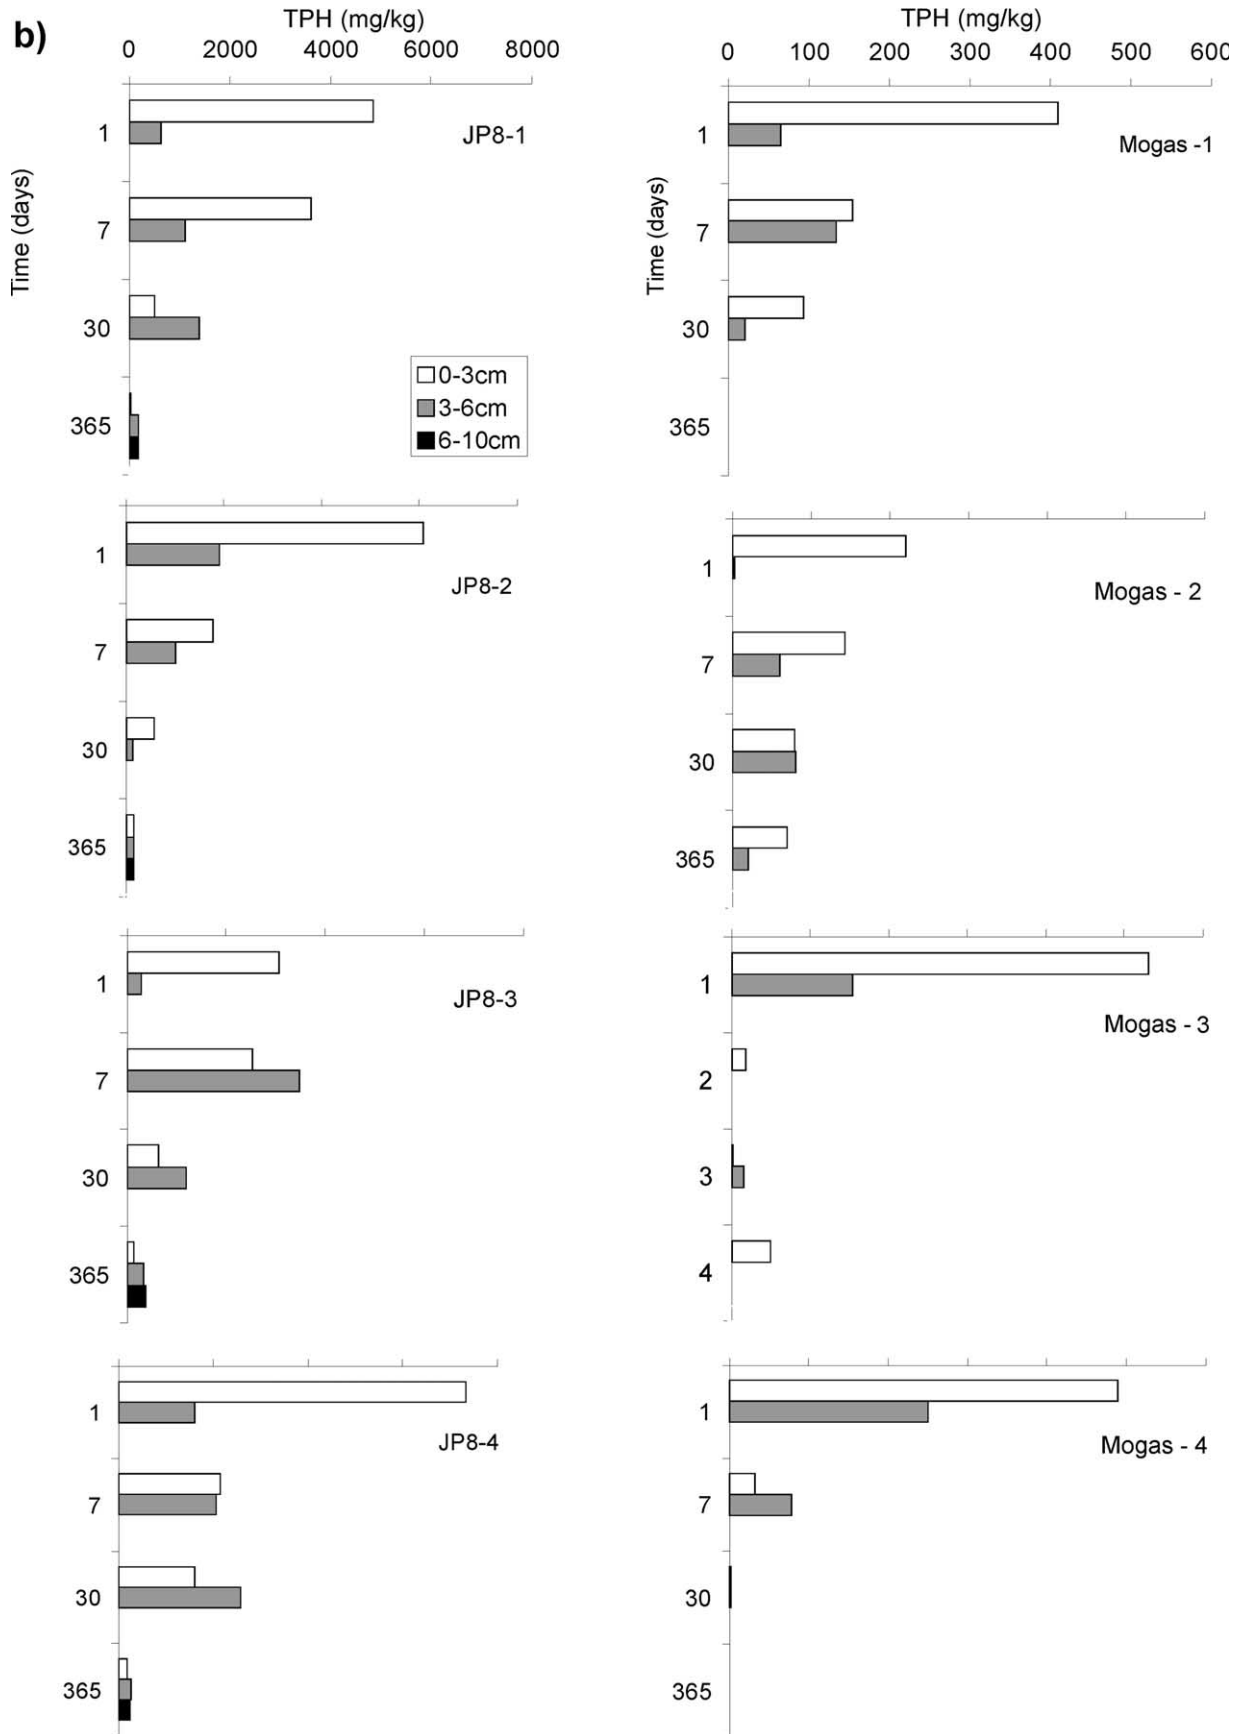 b)
TPH (mg/kg)
0 2000 4000 6000 8000
Time (days)
1
7
30
365
JP8-1
0-3cm
3-6cm
6-10cm
1
7
30
365
JP8-2
1
7
30
365
JP8-3
1
7
30
365
JP8-4
TPH (mg/kg)
0 100 200 300 400 500 600
Time (days)
1
7
30
365
Mogas -1
1
7
30
365
Mogas - 2
1
2
3
4
Mogas - 3
1
7
30
365
Mogas - 4